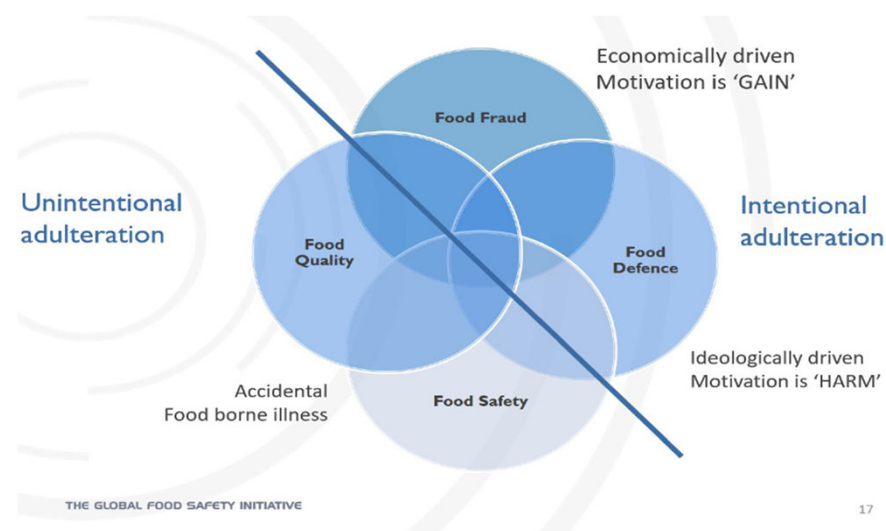 Economically driven
Motivation is ‘GAIN’
Food Fraud
Unintentional
adulteration
Intentional
adulteration
Food
Quality
Food
Defence
Ideologically driven
Motivation is ‘HARM’
Accidental
Food borne illness
Food Safety
THE GLOBAL FOOD SAFETY INITIATIVE
17